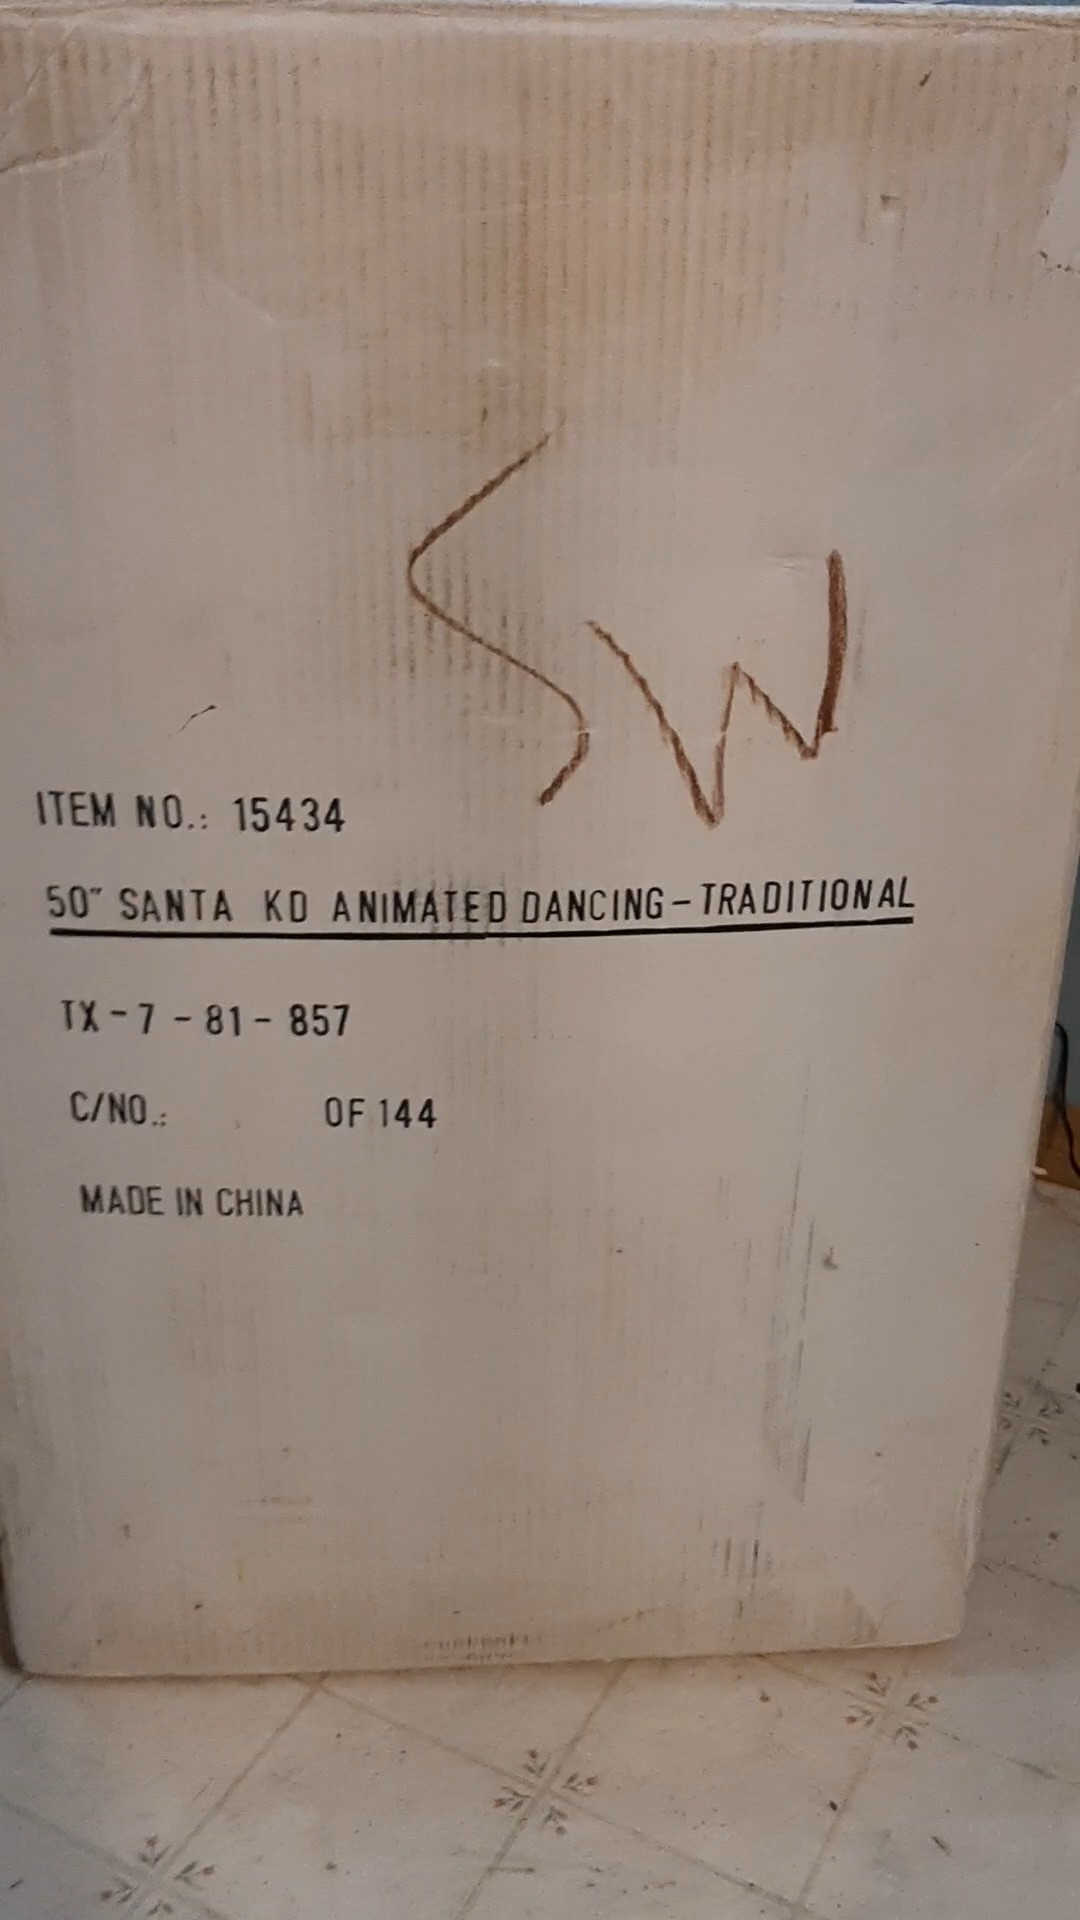 SW
ITEM NO.: 15434
50" SANTA KD ANIMATED DANCING-TRADITIONAL
TX-7-81-857
C/NO.: OF 144
MADE IN CHINA